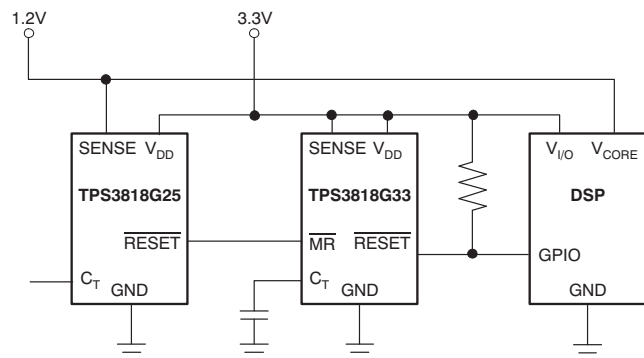 1.2V 3.3V
SENSE V_DD SENSE V_DD V_I/O V_CORE
TPS3818G25 TPS3818G33 DSP
RESET MR RESET GPIO
C_T GND C_T GND GND